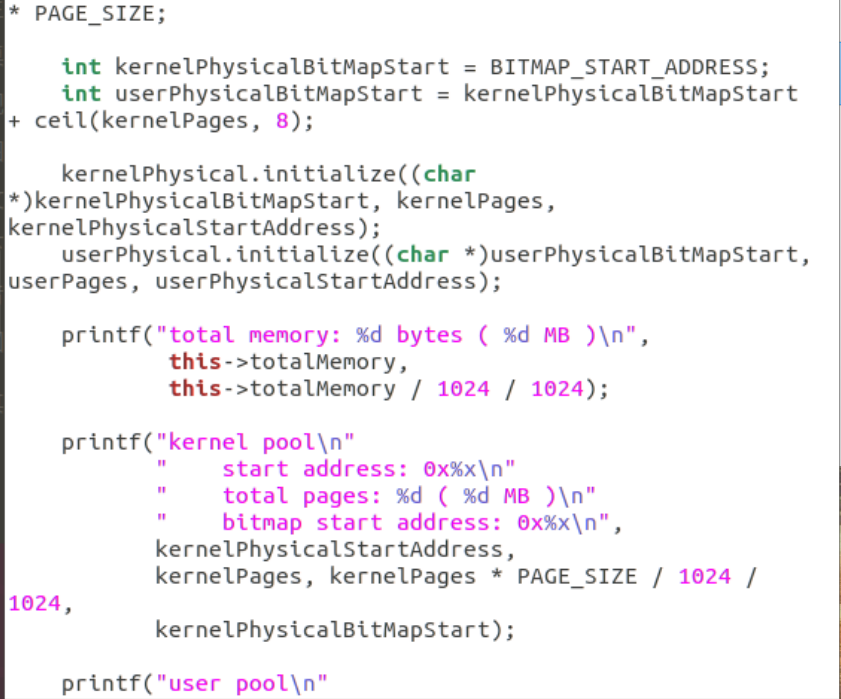 * PAGE_SIZE;
    int kernelPhysicalBitMapStart = BITMAP_START_ADDRESS;
    int userPhysicalBitMapStart = kernelPhysicalBitMapStart
+ ceil(kernelPages, 8);
    kernelPhysical.initialize((char
*)kernelPhysicalBitMapStart, kernelPages,
kernelPhysicalStartAddress);
    userPhysical.initialize((char *)userPhysicalBitMapStart,
userPages, userPhysicalStartAddress);
    printf("total memory: %d bytes ( %d MB )\n",
            this->totalMemory,
            this->totalMemory / 1024 / 1024);
    printf("kernel pool\n"
           "    start address: 0x%x\n"
           "    total pages: %d ( %d MB )\n"
           "    bitmap start address: 0x%x\n",
           kernelPhysicalStartAddress,
           kernelPages, kernelPages * PAGE_SIZE / 1024 /
1024,
           kernelPhysicalBitMapStart);
    printf("user pool\n"